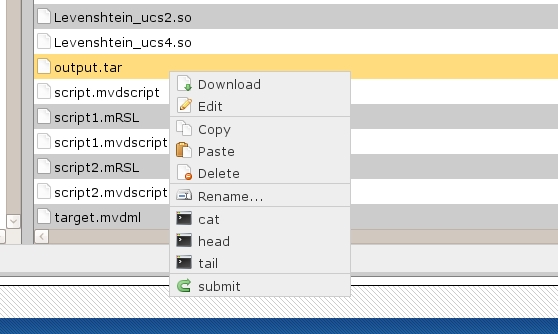 Levenshtein_ucs2.so
Levenshtein_ucs4.so
output.tar
script.mvdscript
script1.mRSL
script1.mvdscript
script2.mRSL
script2.mvdscript
target.mvdml
Download
Edit
Copy
Paste
Delete
Rename...
cat
head
tail
submit